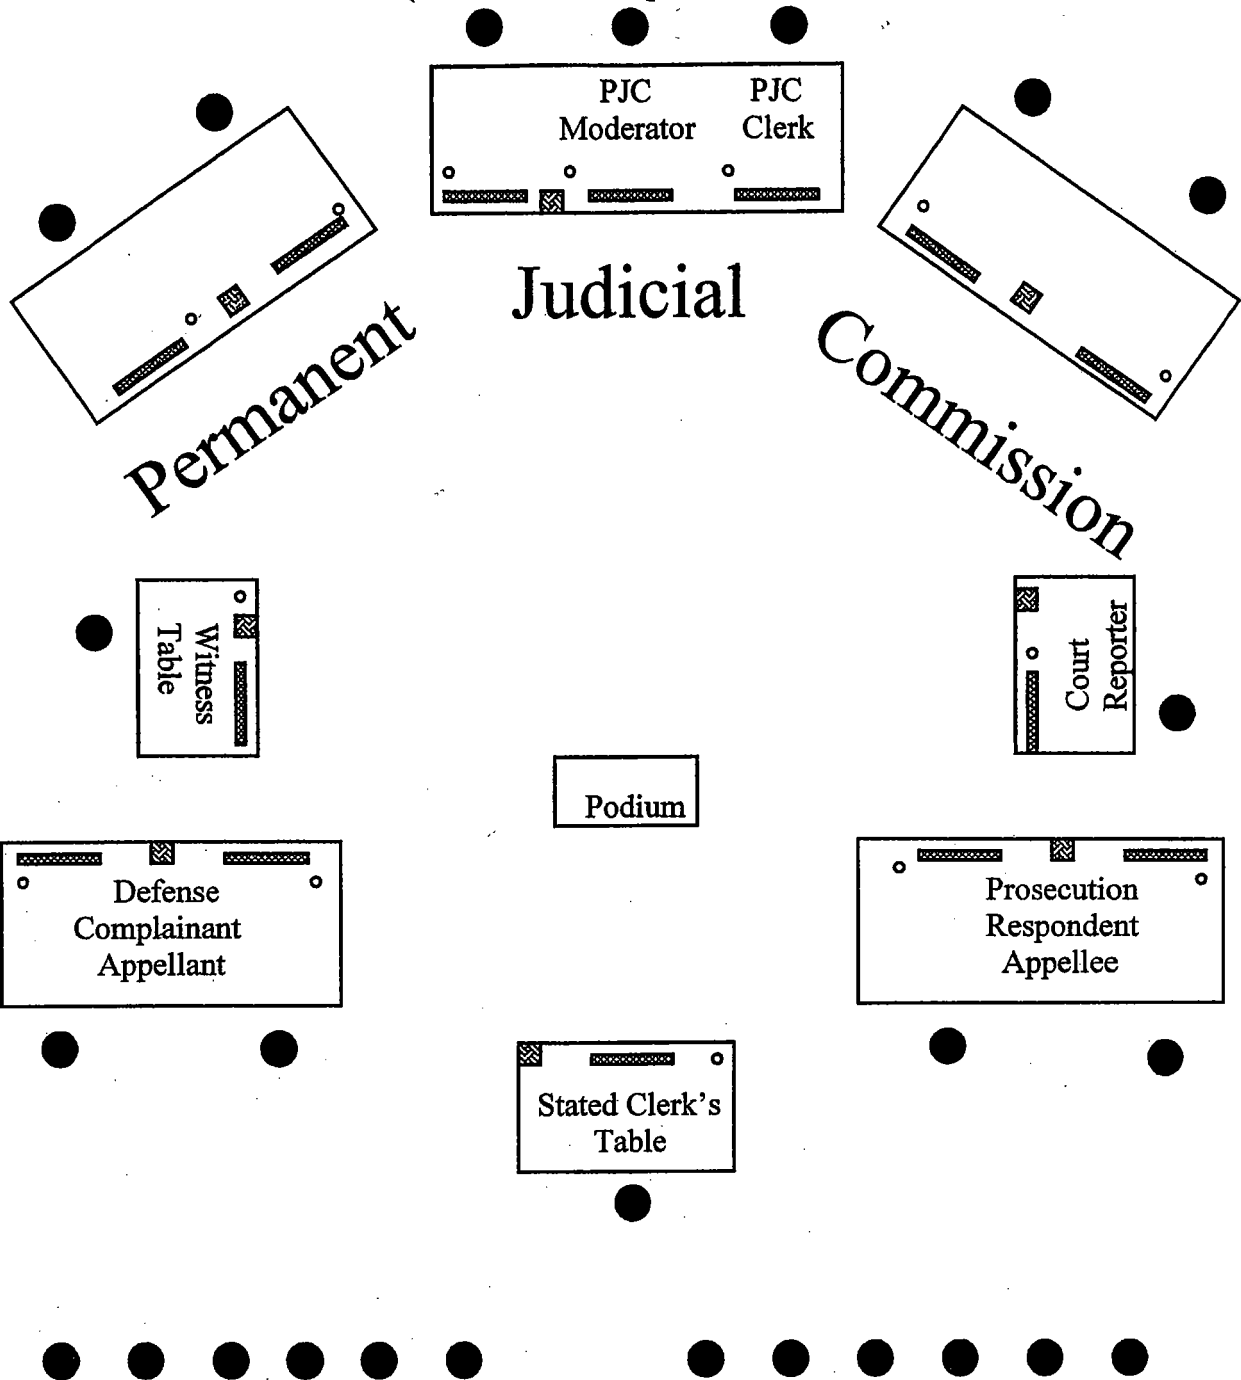 PJC
Moderator
PJC
Clerk
Permanent
Judicial
Commission
Witness
Table
Court
Reporter
Podium
Defense
Complainant
Appellant
Prosecution
Respondent
Appellee
Stated Clerk's
Table